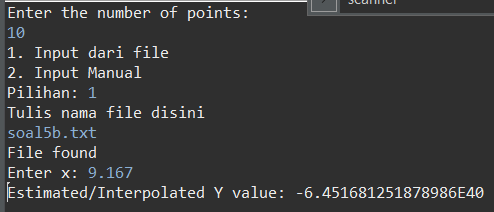 scanner
Enter the number of points:
10
1. Input dari file
2. Input Manual
Pilihan: 1
Tulis nama file disini
soal5b.txt
File found
Enter x: 9.167
Estimated/Interpolated Y value: -6.451681251878986E40